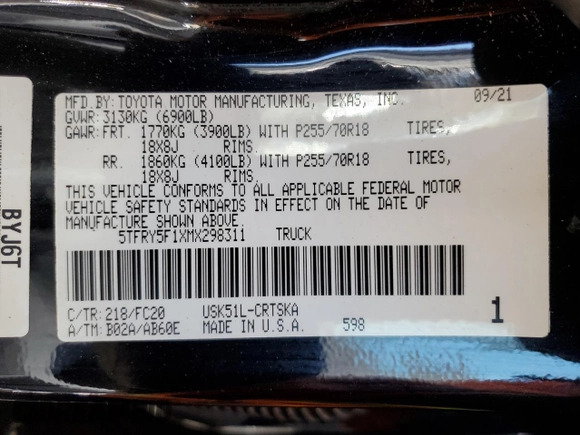 MFD.BY:TOYOTA MOTOR MANUFACTURING, TEXAS, INC. 09/21
GVWR:3130KG (6900LB)
GAWR:FRT. 1770KG (3900LB) WITH P255/70R18 TIRES,
18X8J RIMS.
RR. 1860KG (4100LB) WITH P255/70R18 TIRES,
18X8J RIMS.
THIS VEHICLE CONFORMS TO ALL APPLICABLE FEDERAL MOTOR
VEHICLE SAFETY STANDARDS IN EFFECT ON THE DATE OF
MANUFACTURE SHOWN ABOVE
5TFRY5F1XMX298311 TRUCK
C/TR:218/FC20 USK51L-CRTSKA
A/TM:B02A/AB60E MADE IN U.S.A. 598
1
BYJ6T